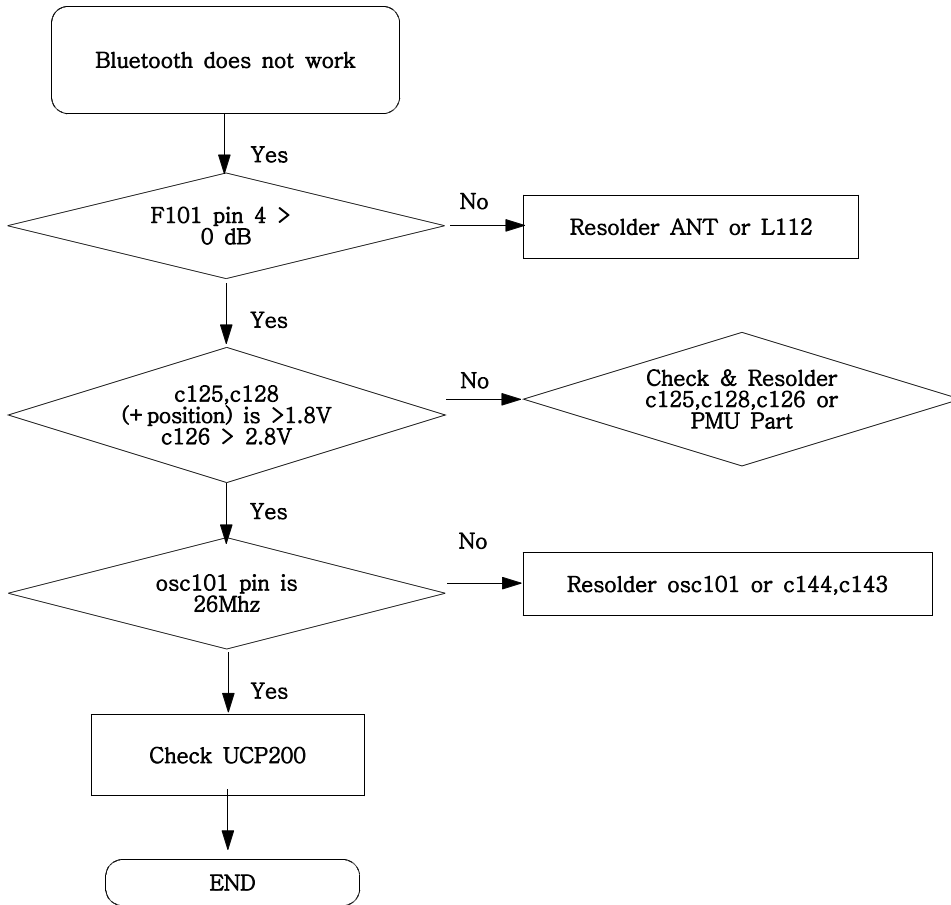 Bluetooth does not work
Yes
F101 pin 4 >
0 dB
No
Resolder ANT or L112
Yes
c125,c128
(+ position) is >1.8V
c126 > 2.8V
No
Check & Resolder
c125,c128,c126 or
PMU Part
Yes
osc101 pin is
26Mhz
No
Resolder osc101 or c144,c143
Yes
Check UCP200
END